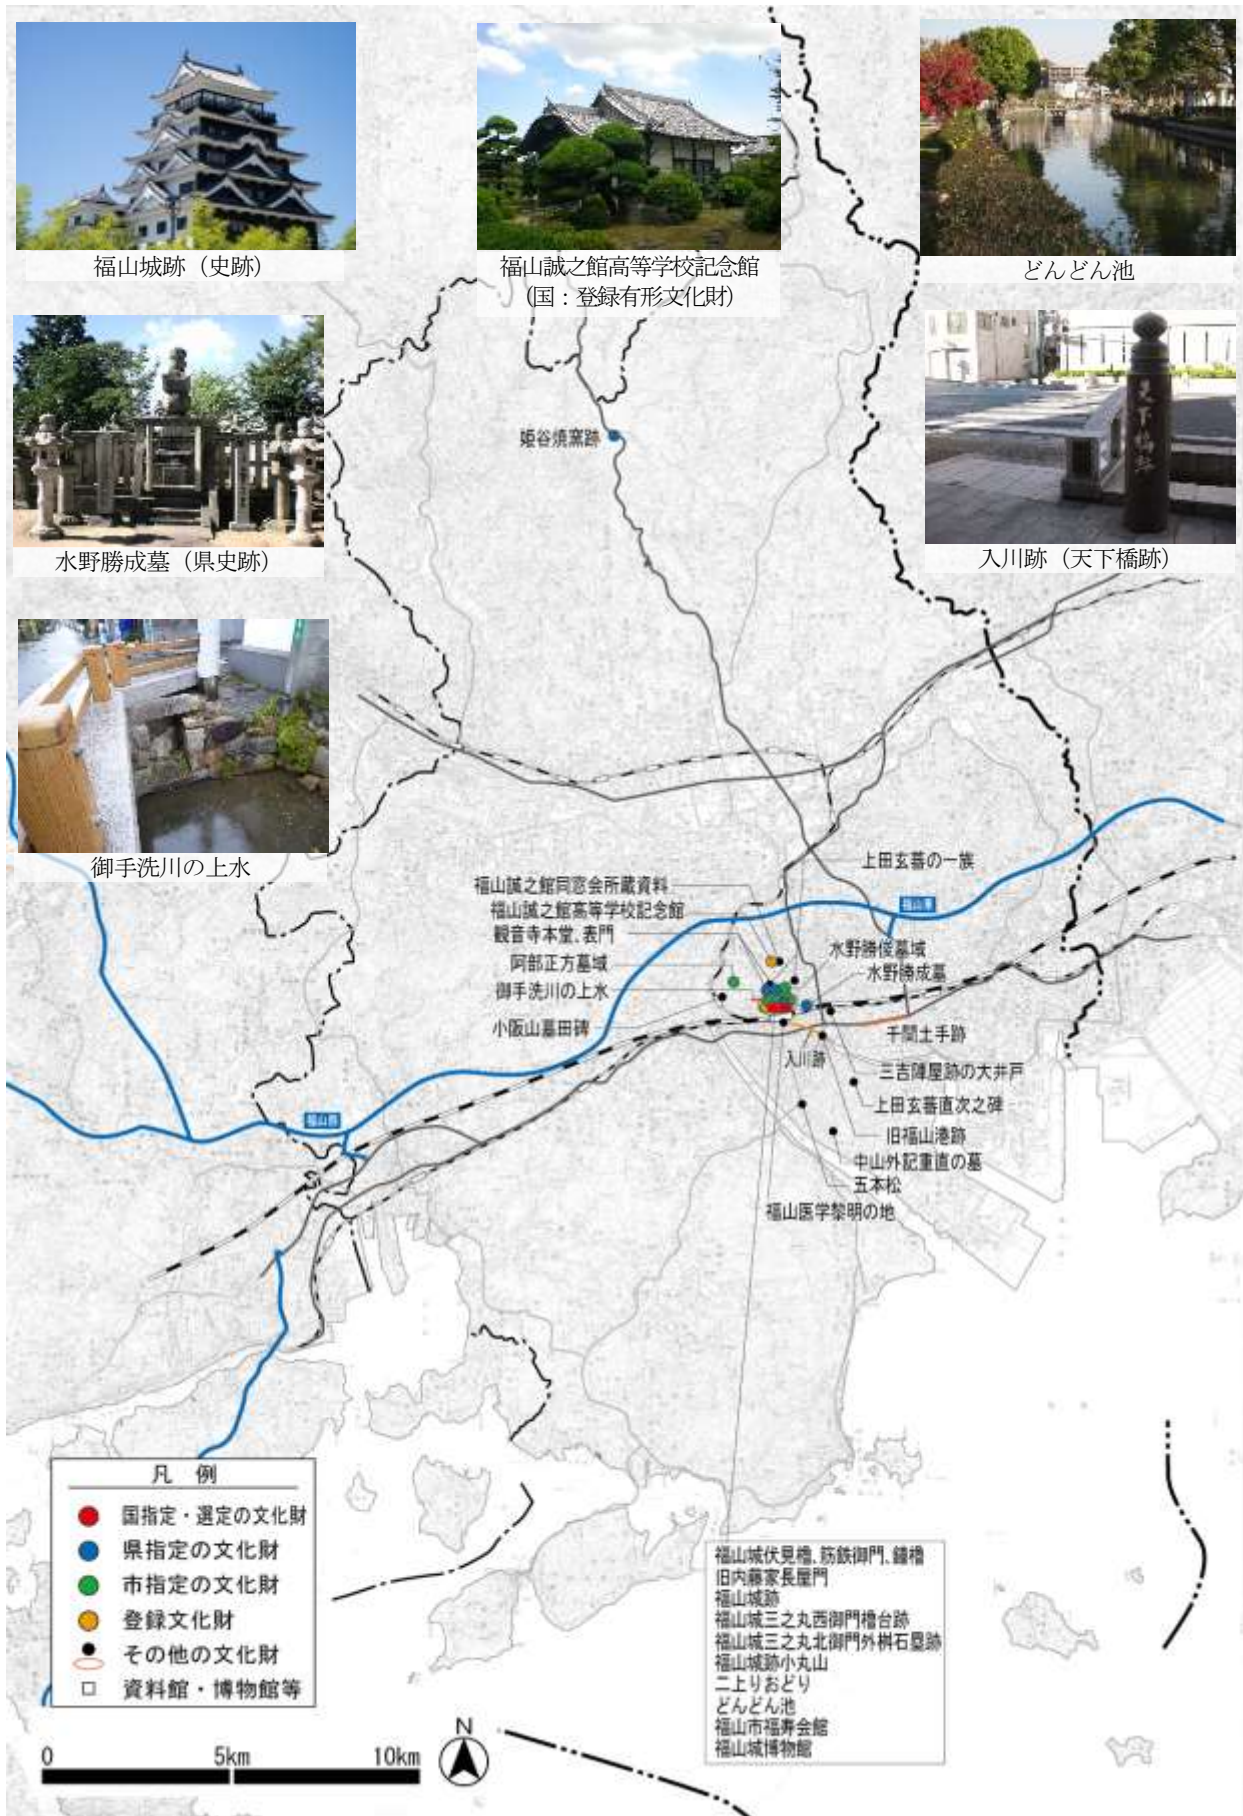 福山城跡（史跡）
福山誠之館高等学校記念館
（国：登録有形文化財）
どんどん池
水野勝成墓（県史跡）
天下橋
入川跡（天下橋跡）
御手洗川の上水
姫谷焼窯跡
上田玄蕃の一族
福山東
福山誠之館同窓会所蔵資料
福山誠之館高等学校記念館
観音寺本堂、表門
阿部正方墓域
御手洗川の上水
小阪山墓田碑
水野勝俊墓域
水野勝成墓
千間土手跡
入川跡
三吉陣屋跡の大井戸
上田玄蕃直次之碑
旧福山港跡
中山外記重直の墓
五本松
福山医学黎明の地
福山西
凡 例
国指定・選定の文化財
県指定の文化財
市指定の文化財
登録文化財
その他の文化財
資料館・博物館等
福山城伏見櫓、筋鉄御門、鐘櫓
旧内藤家長屋門
福山城跡
福山城三之丸西御門櫓台跡
福山城三之丸北御門外桝石塁跡
福山城跡小丸山
二上りおどり
どんどん池
福山市福寿会館
福山城博物館
0 5km 10km
N